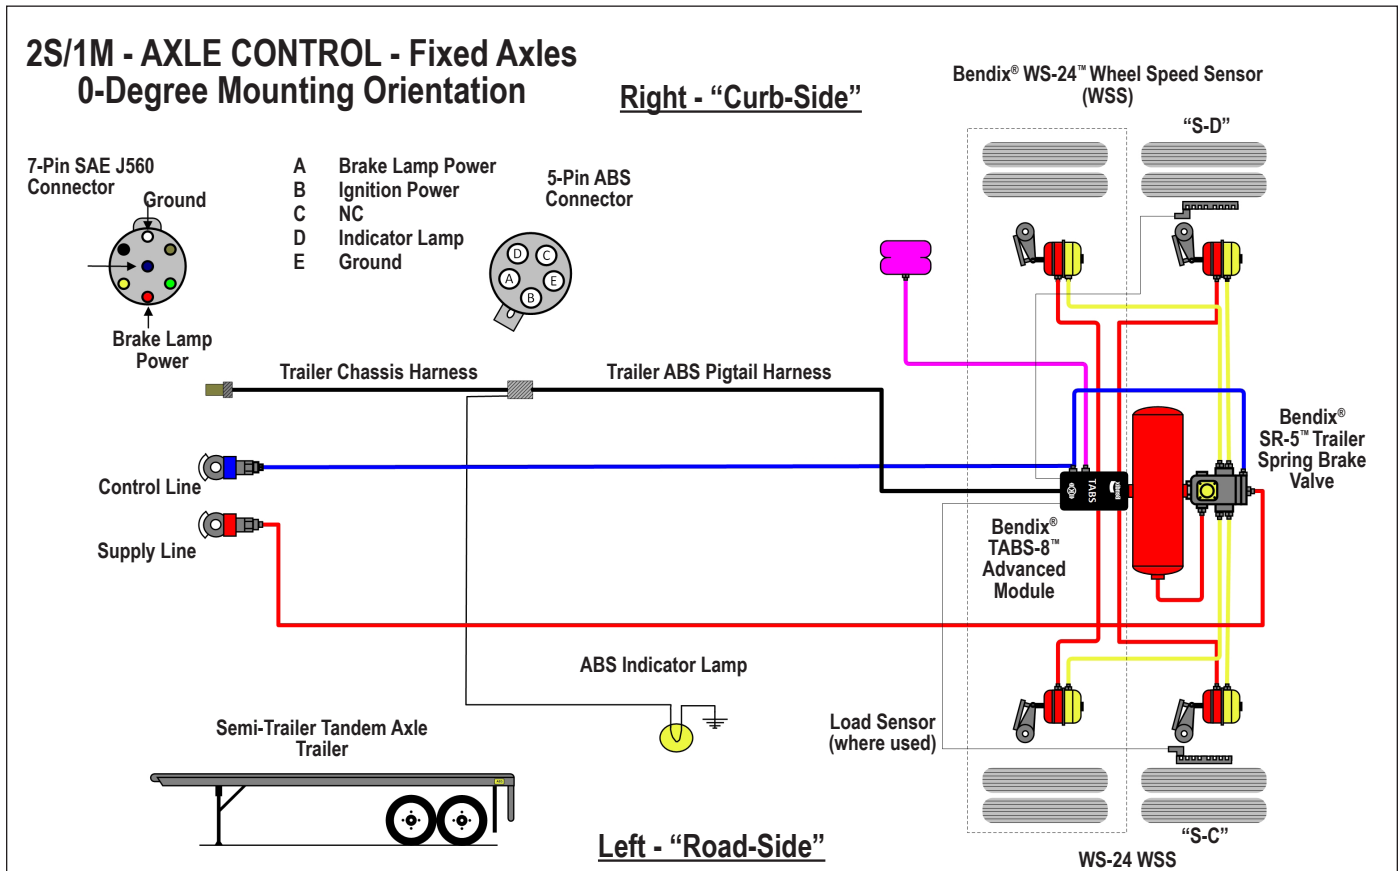 2S/1M - AXLE CONTROL - Fixed Axles
0-Degree Mounting Orientation
Right - “Curb-Side”
Bendix® WS-24™ Wheel Speed Sensor
(WSS)
“S-D”
7-Pin SAE J560
Connector
Ground
A Brake Lamp Power
B Ignition Power
C NC
D Indicator Lamp
E Ground
5-Pin ABS
Connector
D
C
A
E
B
Brake Lamp
Power
Trailer Chassis Harness
Trailer ABS Pigtail Harness
Control Line
Supply Line
TABS
Bendix®
SR-5™ Trailer
Spring Brake
Valve
Bendix®
TABS-8™
Advanced
Module
ABS Indicator Lamp
Load Sensor
(where used)
Semi-Trailer Tandem Axle
Trailer
ABS
Left - “Road-Side”
“S-C”
WS-24 WSS